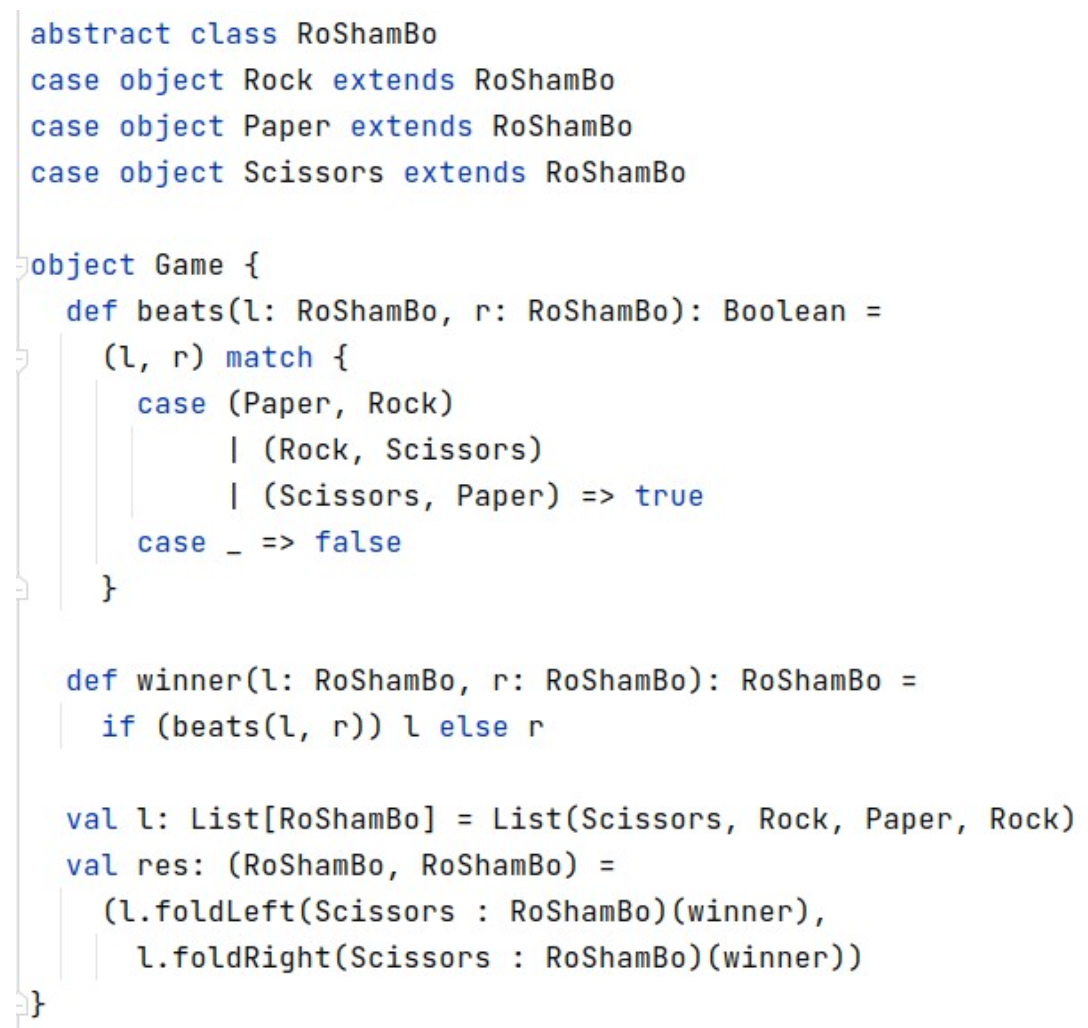 abstract class RoShamBo
case object Rock extends RoShamBo
case object Paper extends RoShamBo
case object Scissors extends RoShamBo
object Game {
  def beats(l: RoShamBo, r: RoShamBo): Boolean =
    (l, r) match {
      case (Paper, Rock)
           | (Rock, Scissors)
           | (Scissors, Paper) => true
      case _ => false
    }
  def winner(l: RoShamBo, r: RoShamBo): RoShamBo =
    if (beats(l, r)) l else r
  val l: List[RoShamBo] = List(Scissors, Rock, Paper, Rock)
  val res: (RoShamBo, RoShamBo) =
    (l.foldLeft(Scissors : RoShamBo)(winner),
      l.foldRight(Scissors : RoShamBo)(winner))
}